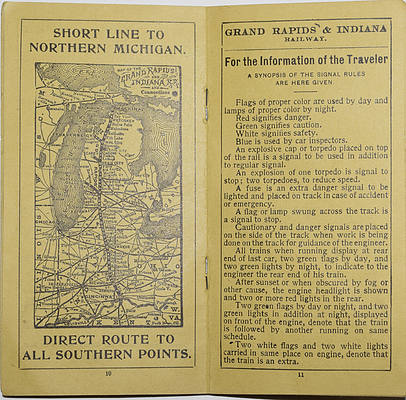 SHORT LINE TO
NORTHERN MICHIGAN.
MAP OF THE
GRAND RAPIDS
AND
INDIANA R.R.
Connections
CINCINNATI
DIRECT ROUTE TO
ALL SOUTHERN POINTS.
10
GRAND RAPIDS & INDIANA
RAILWAY.
For the Information of the Traveler
A SYNOPSIS OF THE SIGNAL RULES
ARE HERE GIVEN
Flags of proper color are used by day and
lamps of proper color by night.
Red signifies danger.
Green signifies caution.
White signifies safety.
Blue is used by car inspectors.
An explosive cap or torpedo placed on top
of the rail is a signal to be used in addition
to regular signal.
An explosion of one torpedo is signal to
stop; two torpedoes, to reduce speed.
A fuse is an extra danger signal to be
lighted and placed on track in case of accident
or emergency.
A flag or lamp swung across the track is
a signal to stop.
Cautionary and danger signals are placed
on the side of the track when work is being
done on the track for guidance of the engineer.
All trains when running display at rear
end of last car, two green flags by day, and
two green lights by night, to indicate to the
engineer the rear end of his train.
After sunset or when obscured by fog or
other cause, the engine headlight is shown
and two or more red lights in the rear.
Two green flags by day or night, and two
green lights in addition at night, displayed
on front of the engine, denote that the train
is followed by another running on same
schedule.
Two white flags and two white lights
carried in same place on engine, denote that
the train is an extra.
11